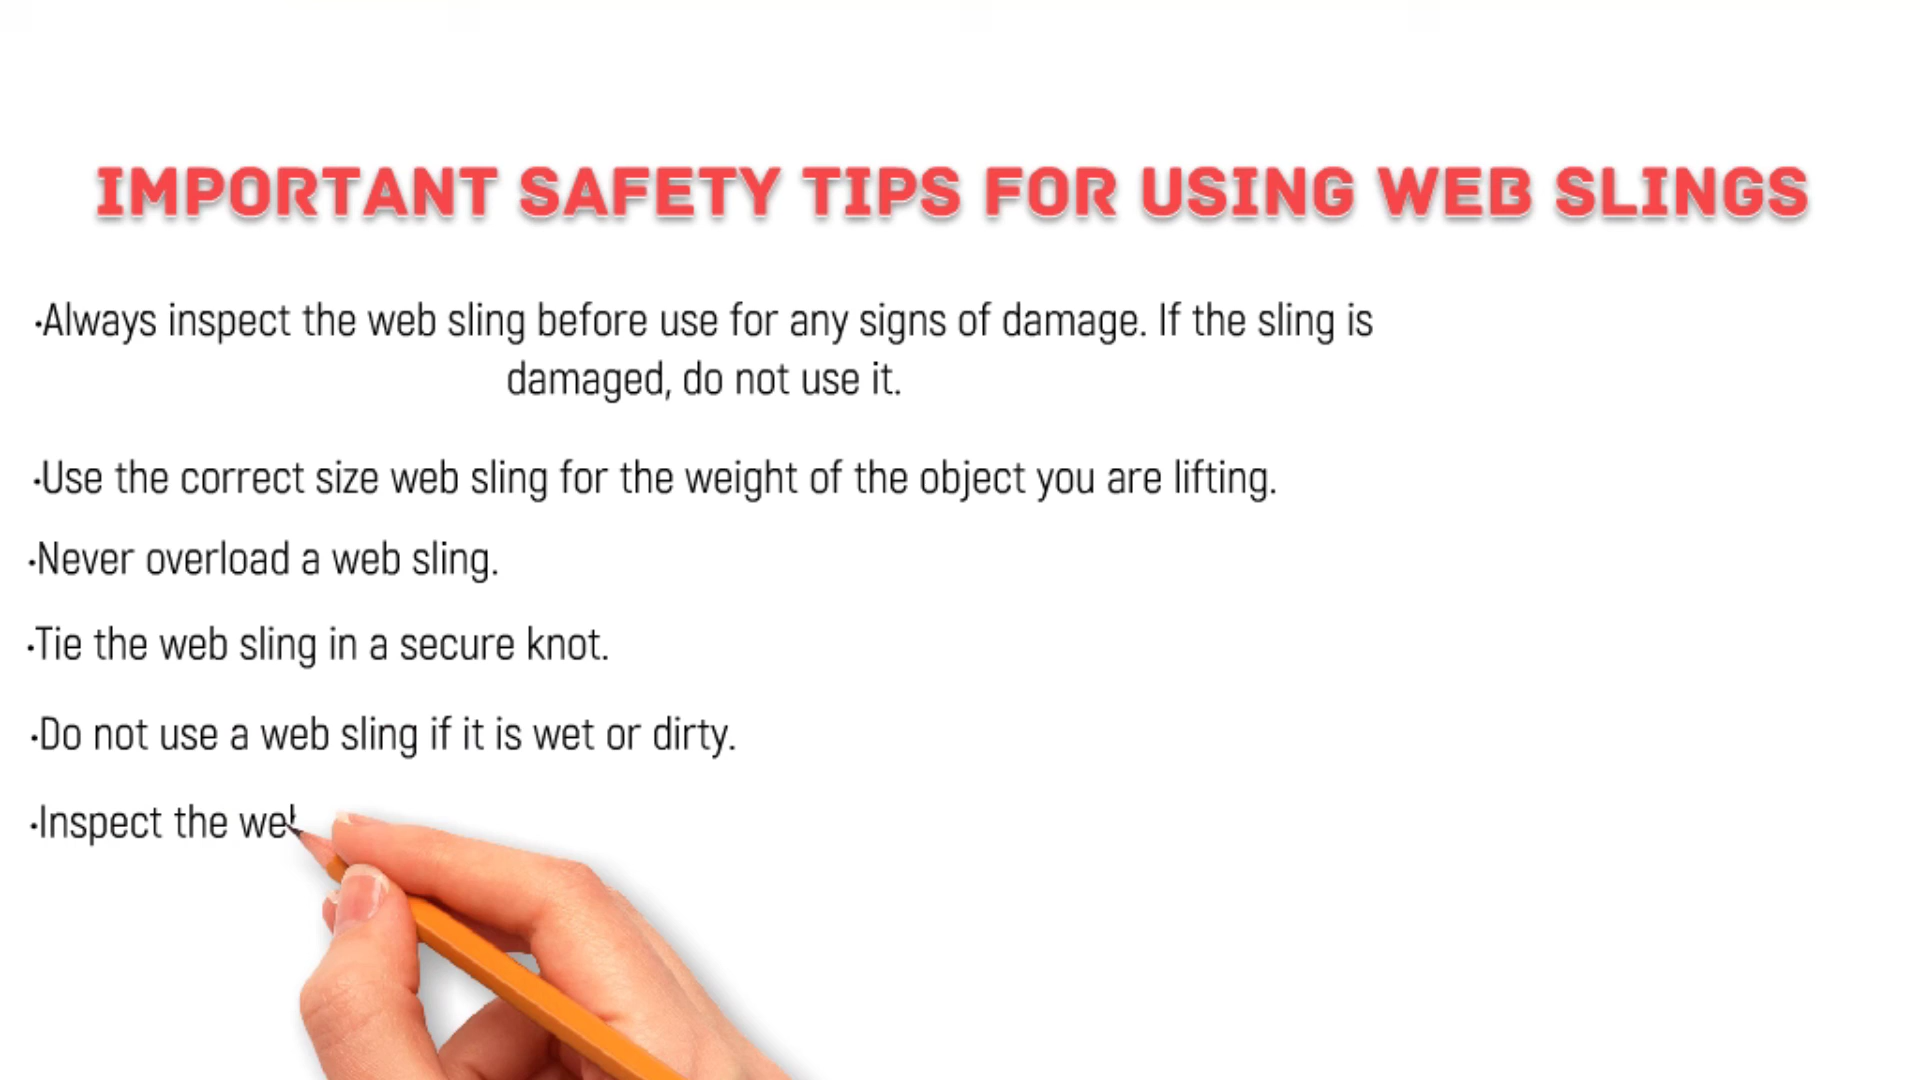 IMPORTANT SAFETY TIPS FOR USING WEB SLINGS
·Always inspect the web sling before use for any signs of damage. If the sling is
damaged, do not use it.
·Use the correct size web sling for the weight of the object you are lifting.
·Never overload a web sling.
·Tie the web sling in a secure knot.
·Do not use a web sling if it is wet or dirty.
·Inspect the